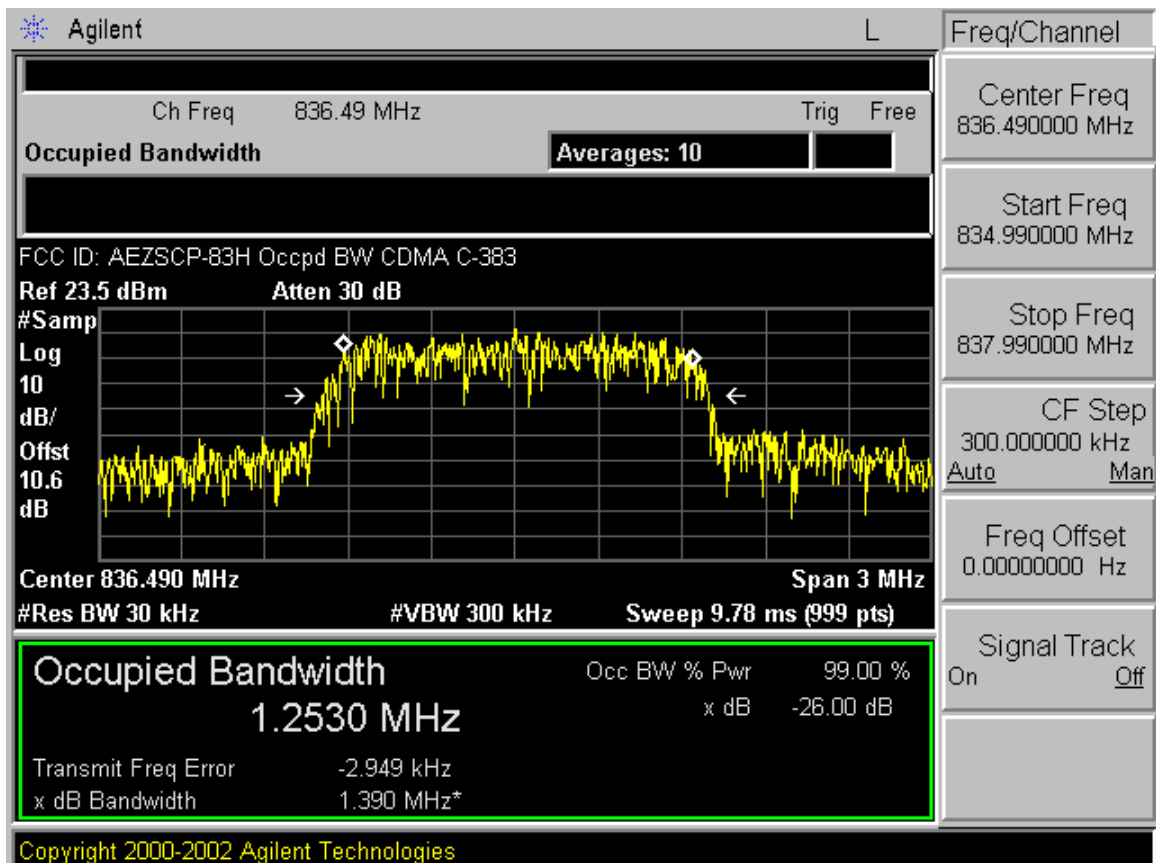 Agilent L
Freq/Channel
Ch Freq 836.49 MHz Trig Free
Occupied Bandwidth Averages: 10
FCC ID: AEZSCP-83H Occpd BW CDMA C-383
Ref 23.5 dBm Atten 30 dB
#Samp
Log
10
dB/
Offst
10.6
dB
Center 836.490 MHz Span 3 MHz
#Res BW 30 kHz #VBW 300 kHz Sweep 9.78 ms (999 pts)
Occupied Bandwidth
1.2530 MHz
Occ BW % Pwr 99.00 %
x dB -26.00 dB
Transmit Freq Error -2.949 kHz
x dB Bandwidth 1.390 MHz*
Center Freq
836.490000 MHz
Start Freq
834.990000 MHz
Stop Freq
837.990000 MHz
CF Step
300.000000 kHz
Auto Man
Freq Offset
0.00000000 Hz
Signal Track
On Off
Copyright 2000-2002 Agilent Technologies